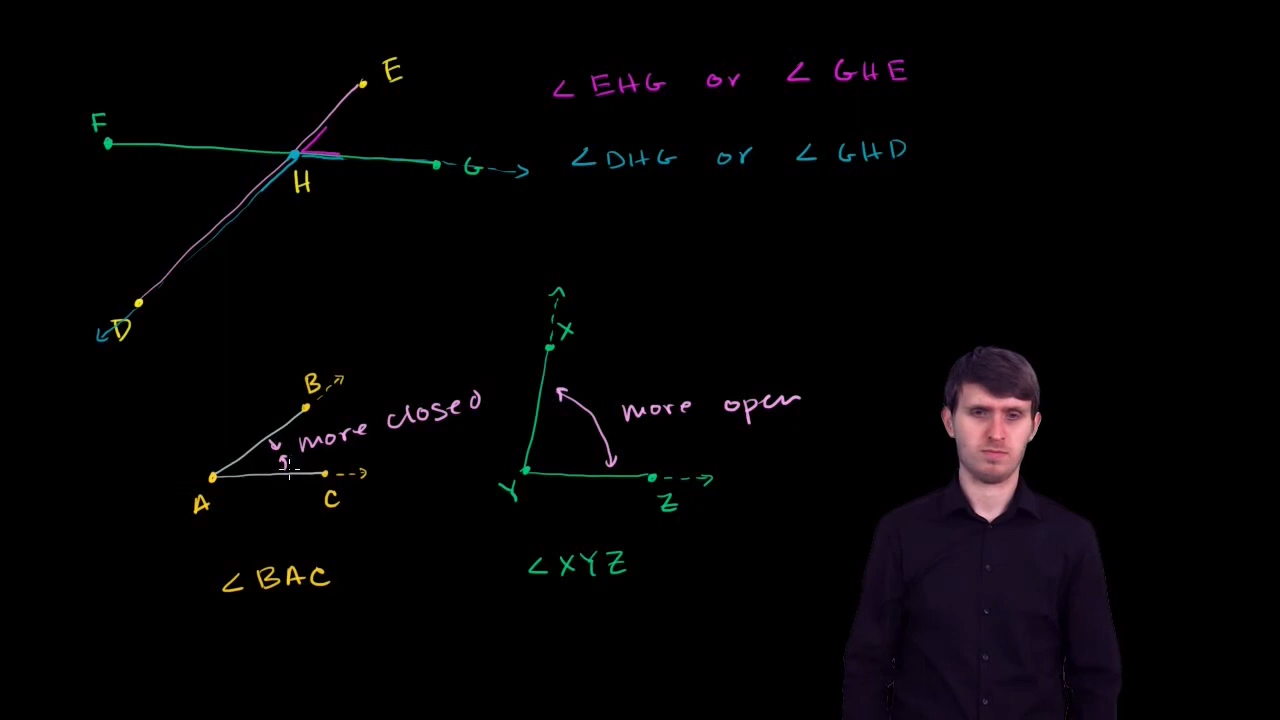 E
∠ EHG or ∠ GHE
F
G
∠DHG or ∠ GHD
H
D
X
B
more closed
more open
A
C
Y
Z
∠BAC
∠XYZ